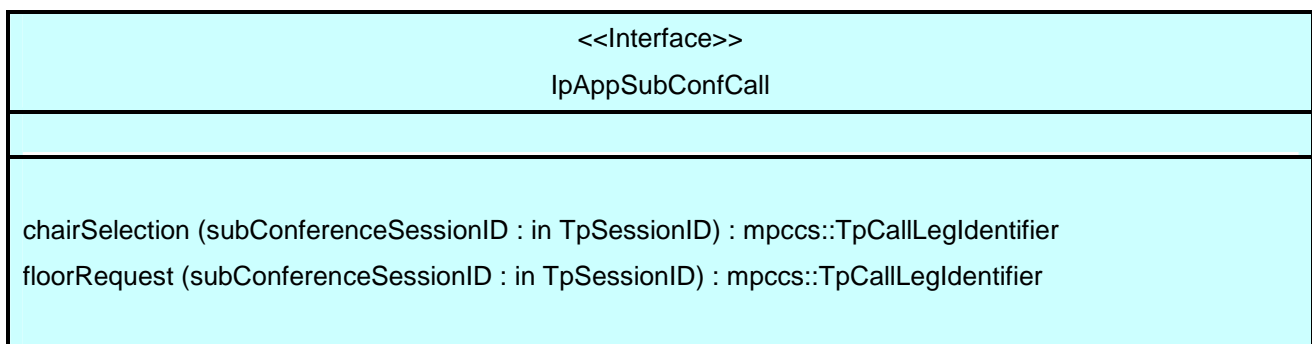 <<Interface>>
IpAppSubConfCall
chairSelection (subConferenceSessionID : in TpSessionID) : mpccs::TpCallLegIdentifier
floorRequest (subConferenceSessionID : in TpSessionID) : mpccs::TpCallLegIdentifier